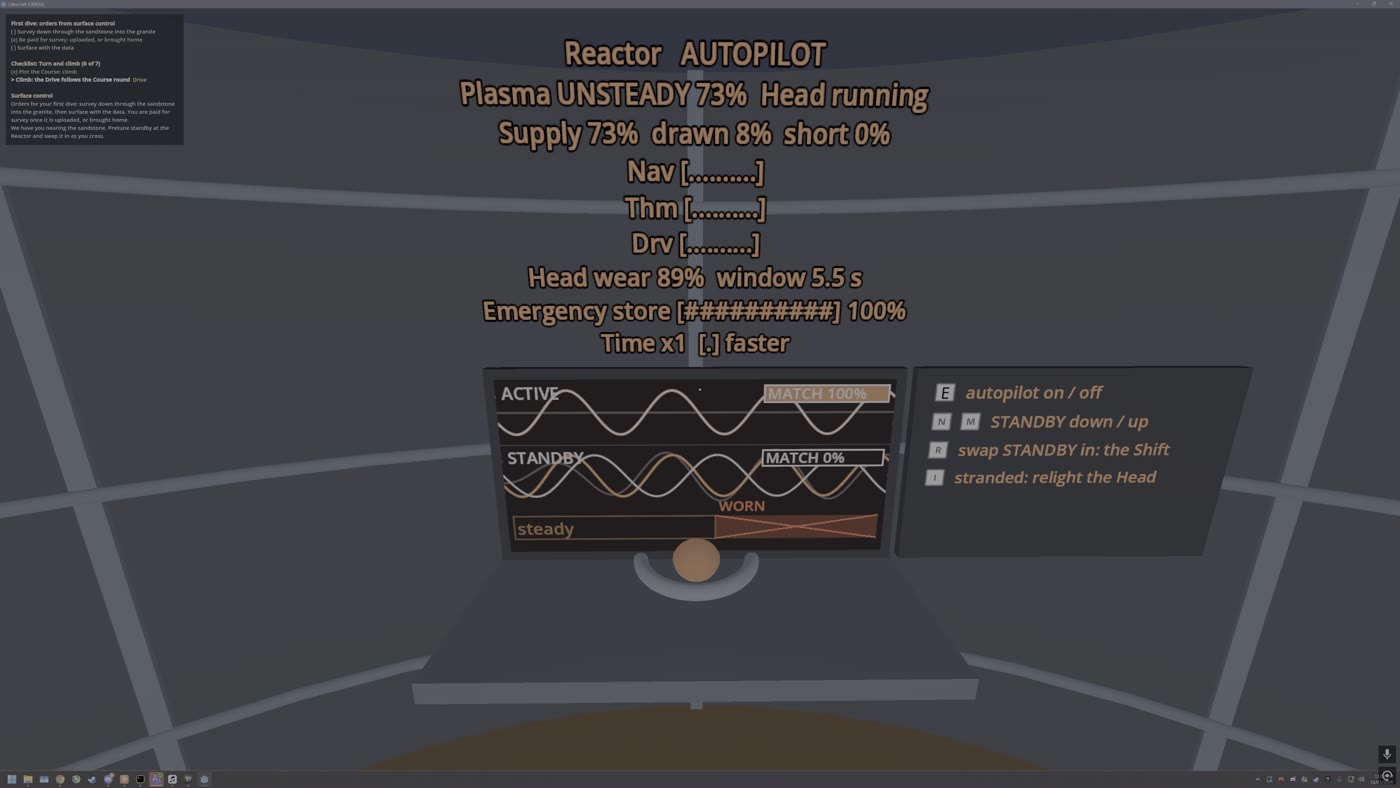 First dive: orders from surface control
[ ] Survey down through the sandstone into the granite
[x] Be paid for survey: uploaded, or brought home
[ ] Surface with the data
Checklist: Turn and climb (6 of 7)
[x] Plot the Course: climb
> Climb: the Drive follows the Course round Drive
Surface control
Orders for your first dive: survey down through the sandstone
into the granite, then surface with the data. You are paid for
survey once it is uploaded, or brought home.
We have you nearing the sandstone. Pretune standby at the
Reactor and swap it in as you cross.
Reactor AUTOPILOT
Plasma UNSTEADY 73% Head running
Supply 73% drawn 8% short 0%
Nav [..........]
Thm [..........]
Drv [..........]
Head wear 89% window 5.5 s
Emergency store [##########] 100%
Time x1 [.] faster
ACTIVE
MATCH 100%
STANDBY
MATCH 0%
WORN
steady
E autopilot on / off
N M STANDBY down / up
R swap STANDBY in: the Shift
I stranded: relight the Head